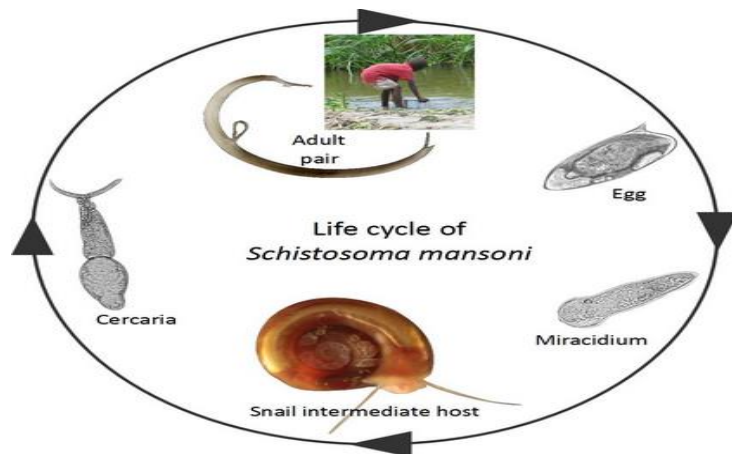 Adult
pair
Egg
Life cycle of
Schistosoma mansoni
Miracidium
Cercaria
Snail intermediate host